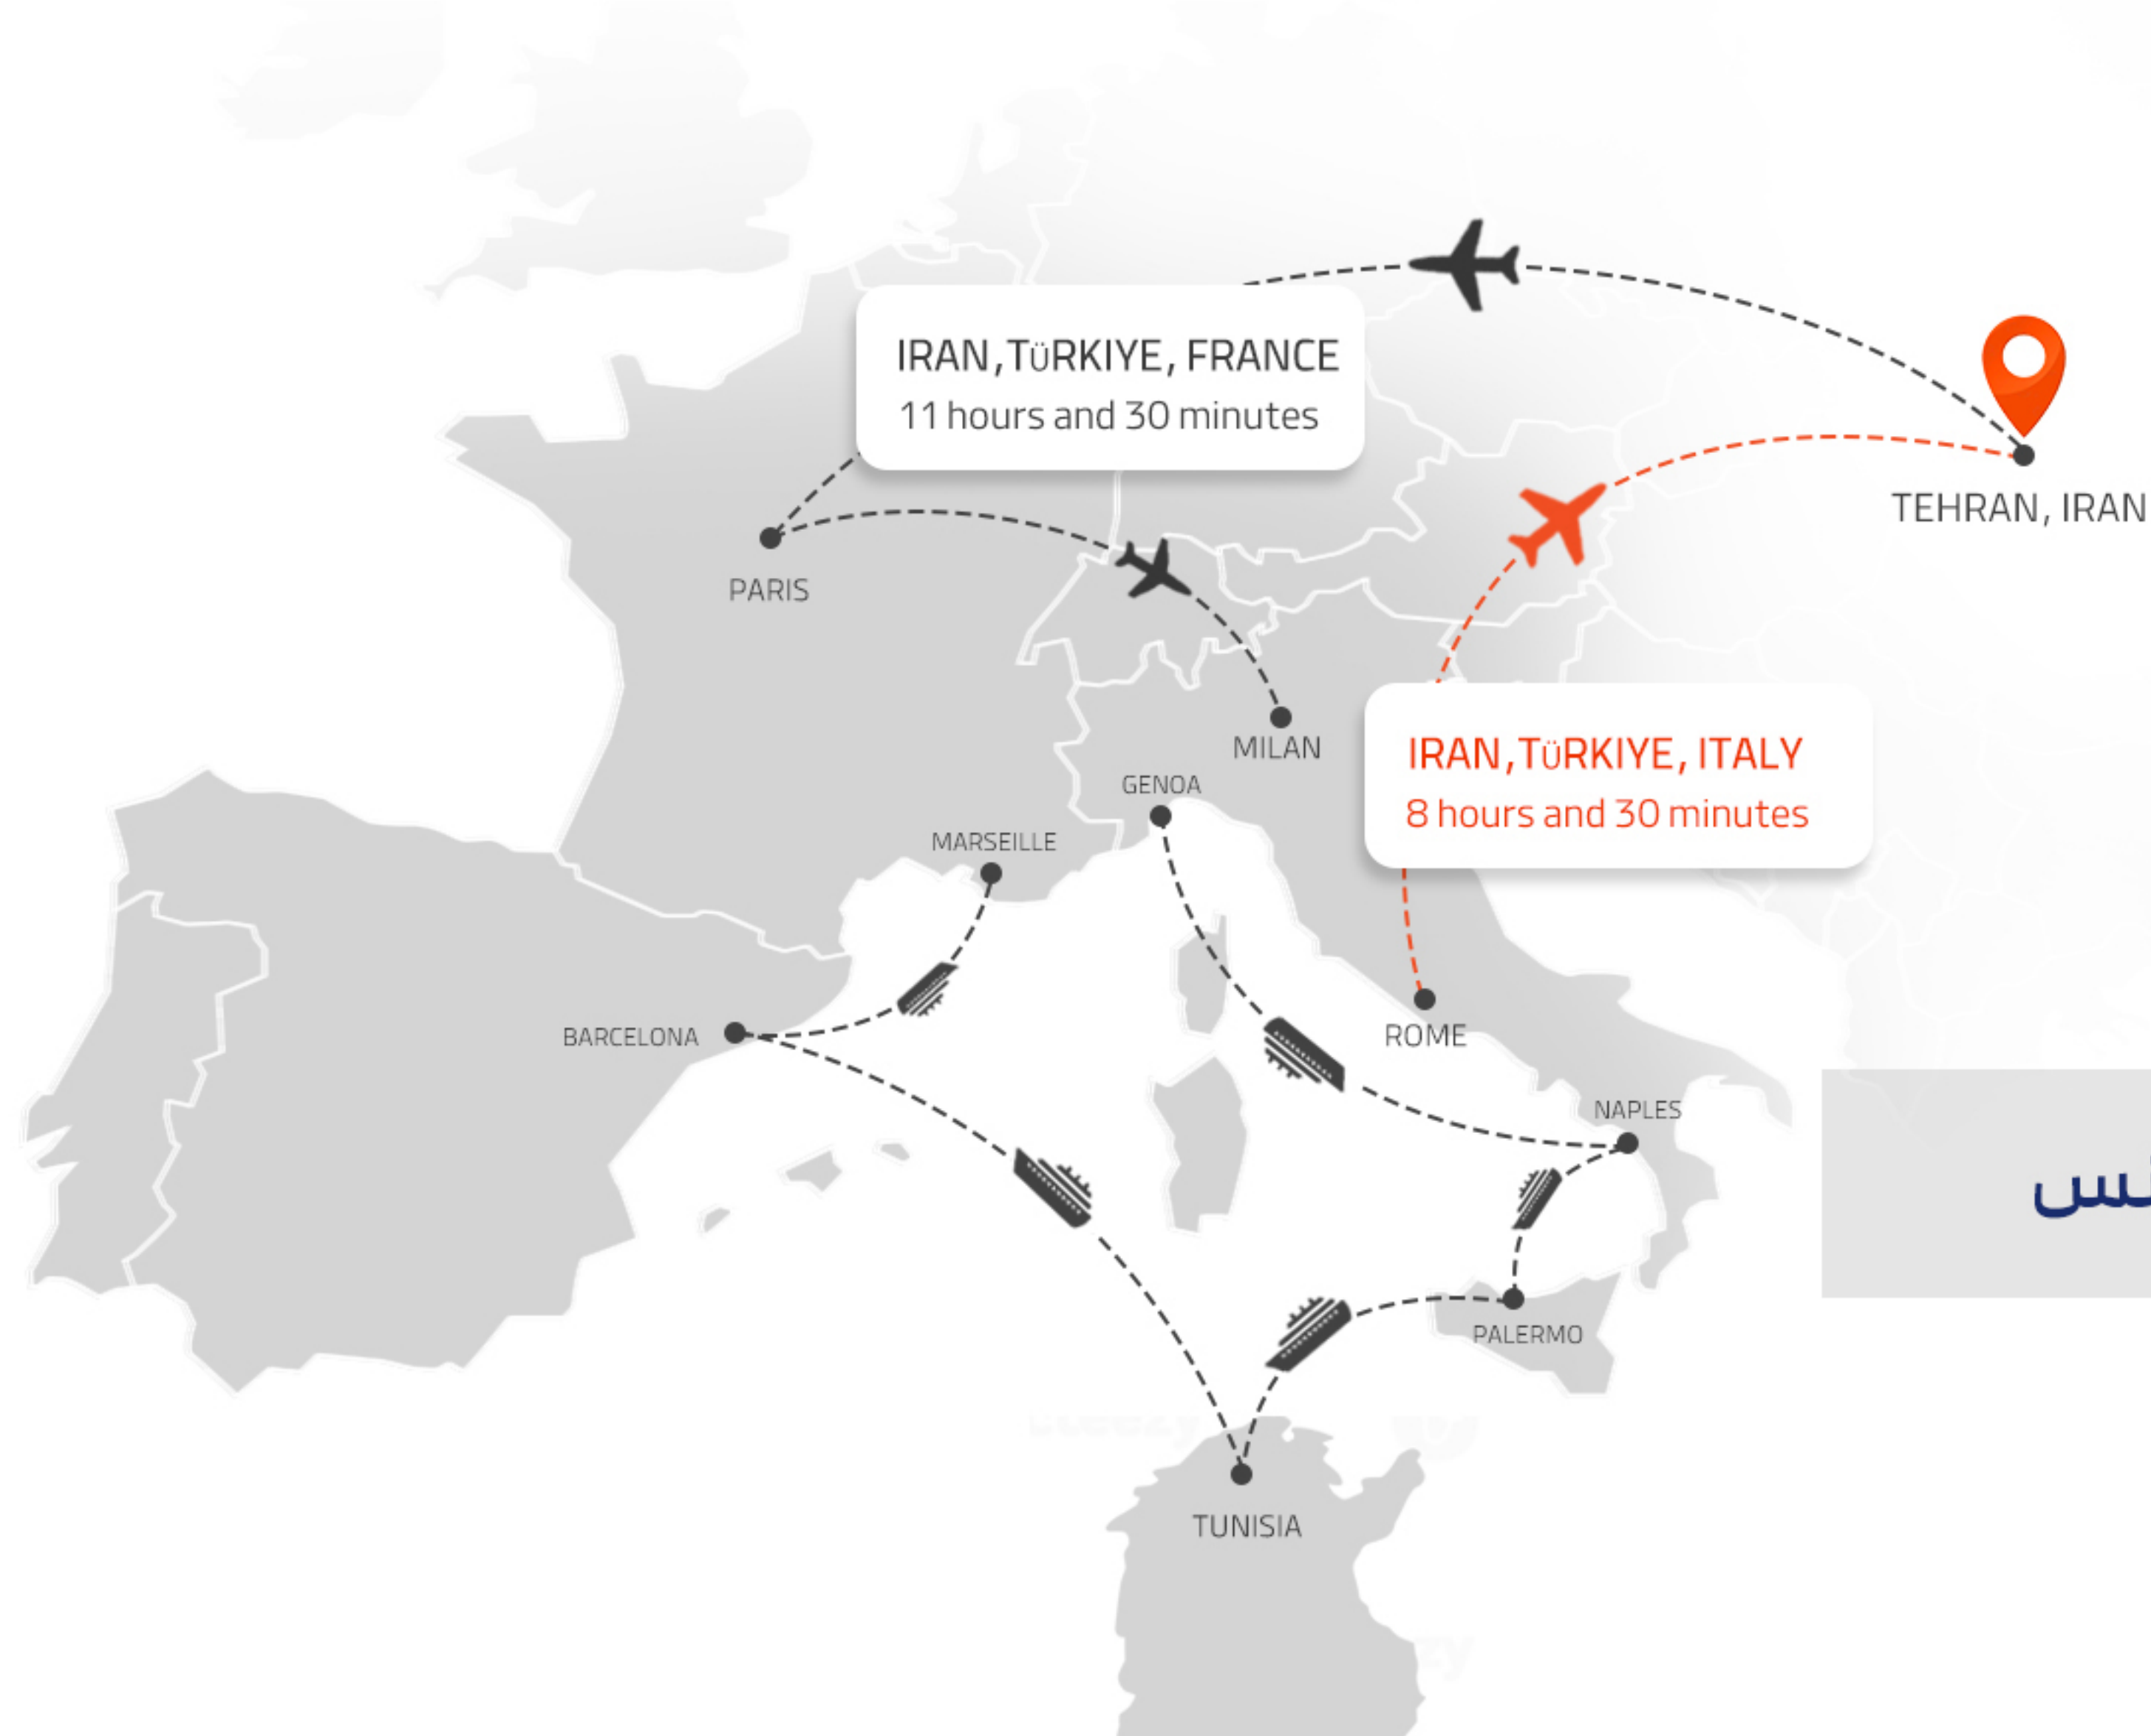 IRAN,TüRKIYE, FRANCE
11 hours and 30 minutes
TEHRAN, IRAN
PARIS
MILAN
IRAN,TüRKIYE, ITALY
8 hours and 30 minutes
GENOA
MARSEILLE
ROME
BARCELONA
NAPLES
PALERMO
TUNISIA